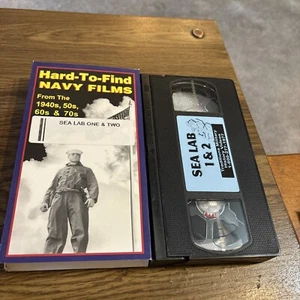 Hard-To-Find
NAVY FILMS
From The
1940s, 50s,
60s & 70s
SEA LAB ONE & TWO
SEA LAB
1 & 2